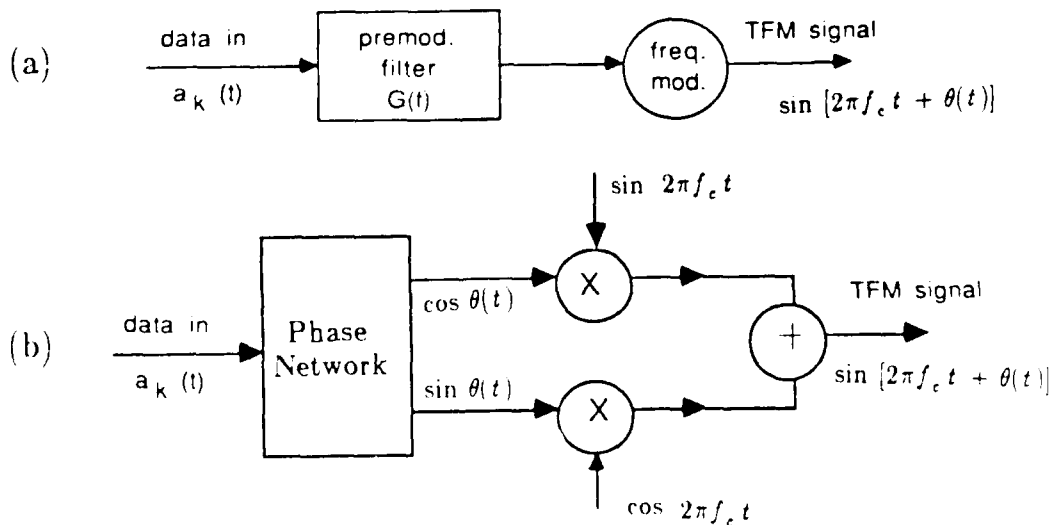 (a)
data in
a_k (t)
premod.
filter
G(t)
freq.
mod.
TFM signal
sin [2πf_c t + θ(t)]
sin 2πf_c t
(b)
data in
a_k (t)
Phase
Network
cos θ(t)
sin θ(t)
X
X
+
TFM signal
sin [2πf_c t + θ(t)]
cos 2πf_c t